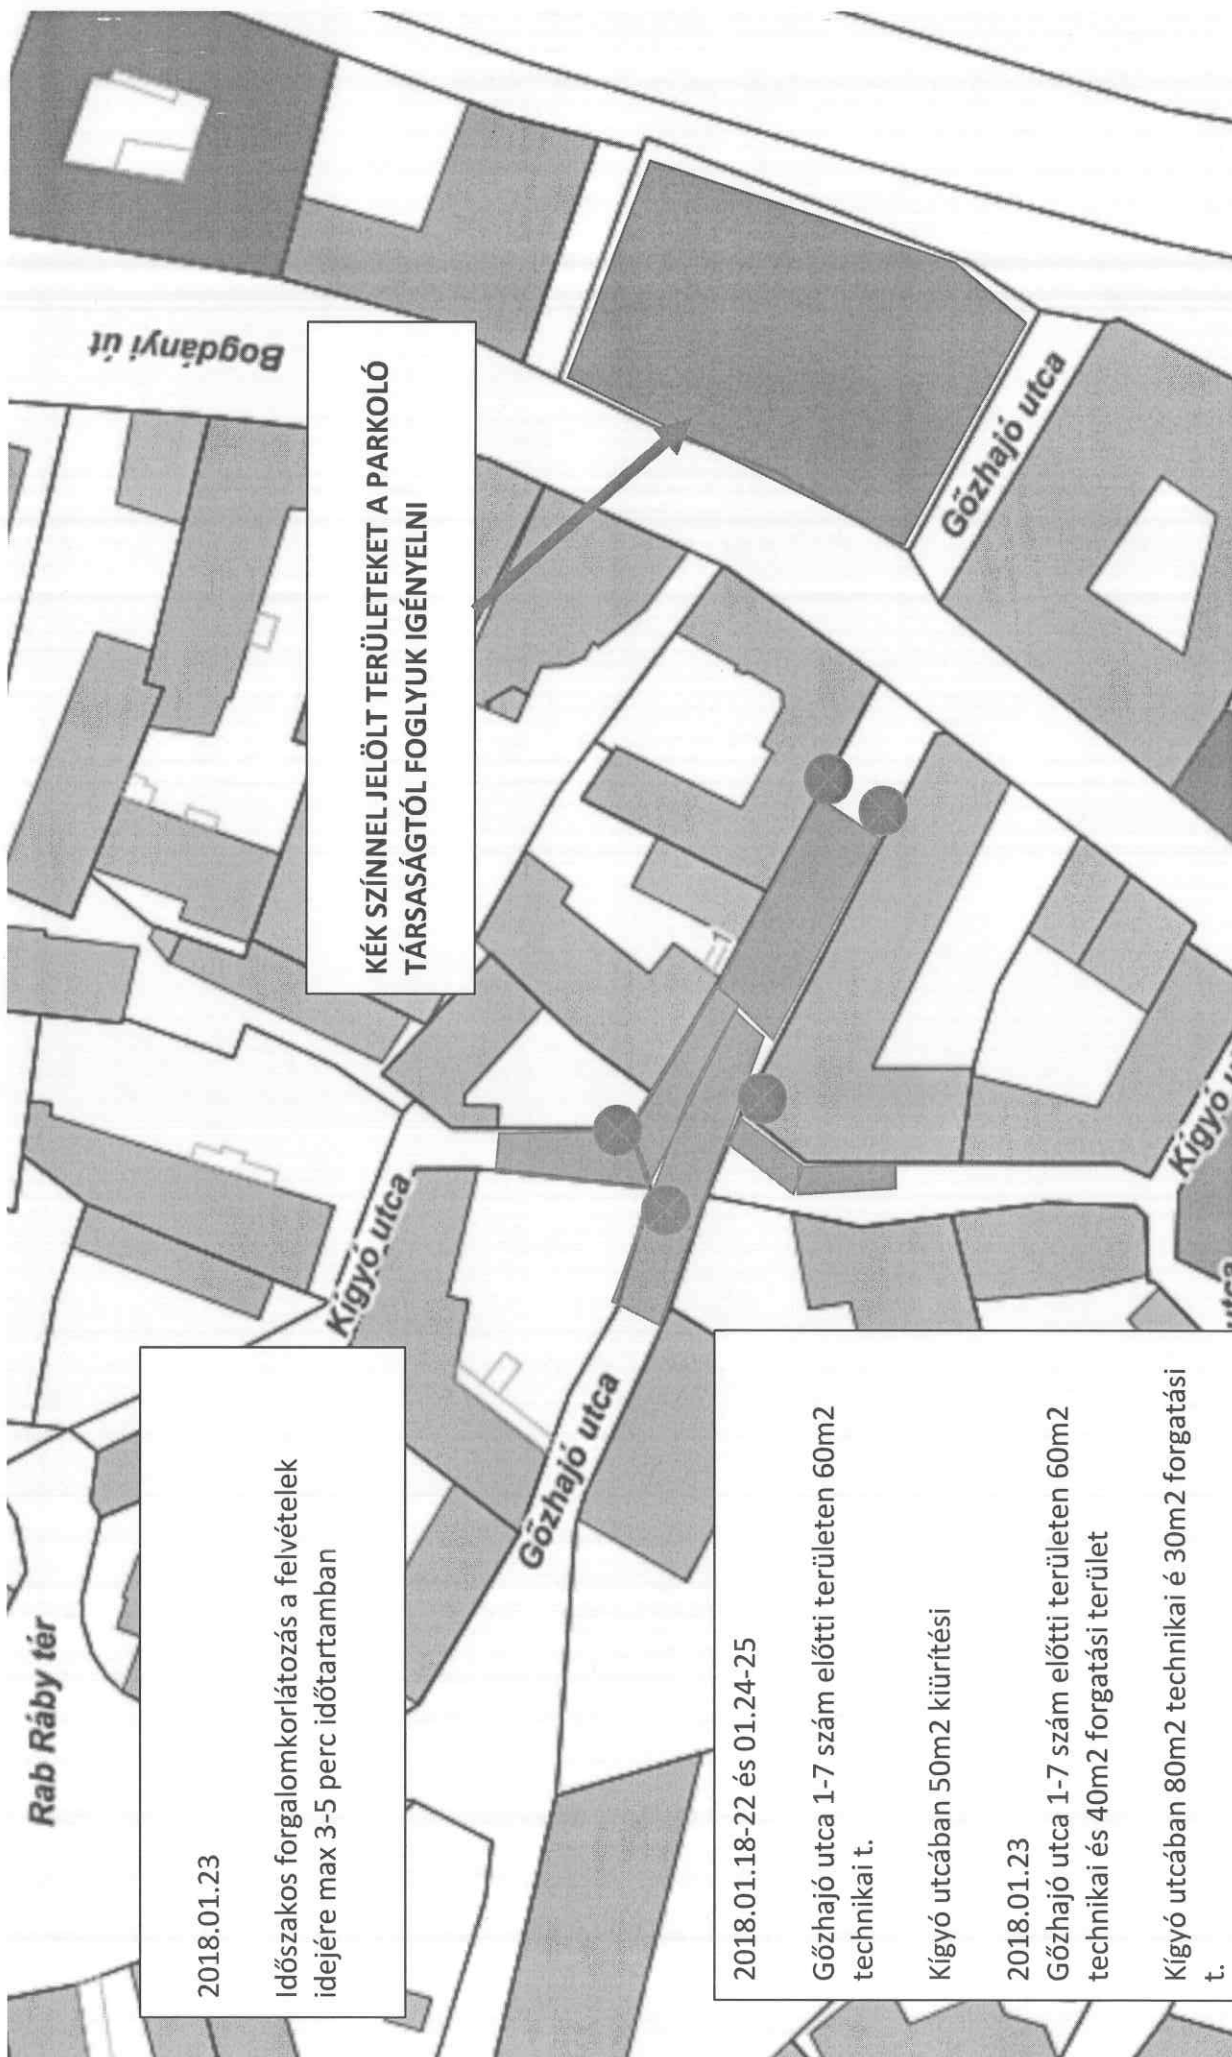 Rab Ráby tér
2018.01.23
Időszakos forgalomkorlátozás a felvételek
idejére max 3-5 perc időtartamban
Kígyó utca
KÉK SZÍNNEL JELÖLT TERÜLETEKET A PARKOLÓ
TÁRSASÁGTÓL FOGLYUK IGÉNYELNI
Bogdányi út
Gőzhajó utca
Gőzhajó utca
2018.01.18-22 és 01.24-25
Gőzhajó utca 1-7 szám előtti területen 60m2
technikai t.
Kígyó utcában 50m2 kiürítési
2018.01.23
Gőzhajó utca 1-7 szám előtti területen 60m2
technikai és 40m2 forgatási terület
Kígyó utcában 80m2 technikai é 30m2 forgatási
t.
Kígyó u
utca